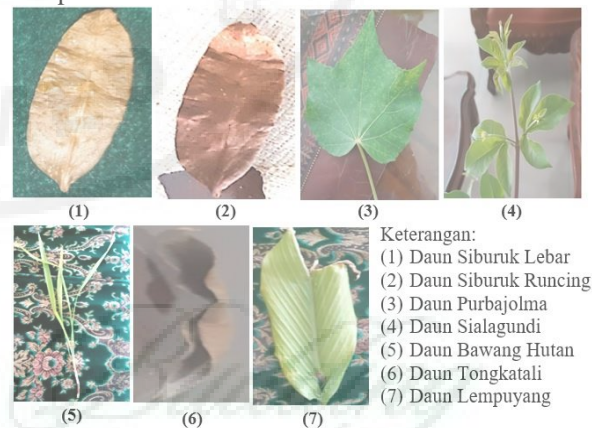 (1) (2) (3) (4)
Keterangan:
(1) Daun Siburuk Lebar
(2) Daun Siburuk Runcing
(3) Daun Purbajolma
(4) Daun Sialagundi
(5) Daun Bawang Hutan
(6) Daun Tongkatali
(7) Daun Lempuyang
(5) (6) (7)